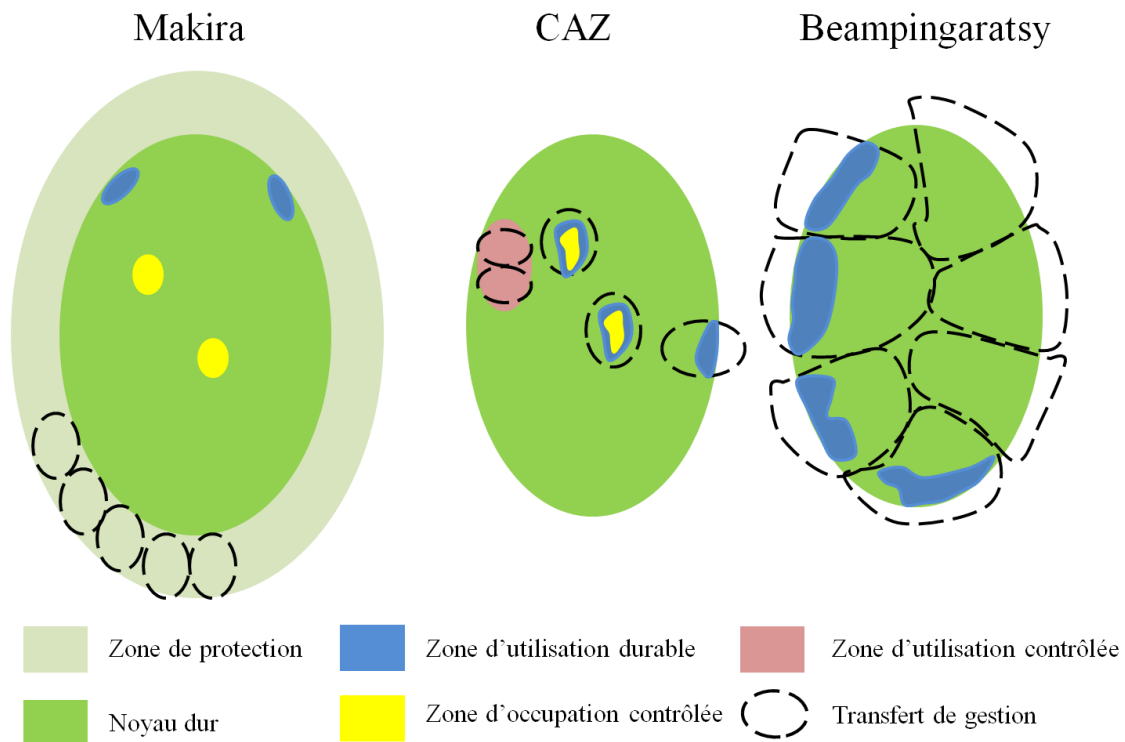 Makira
CAZ
Beampingaratsy
Zone de protection
Zone d'utilisation durable
Zone d'utilisation contrôlée
Noyau dur
Zone d'occupation contrôlée
Transfert de gestion